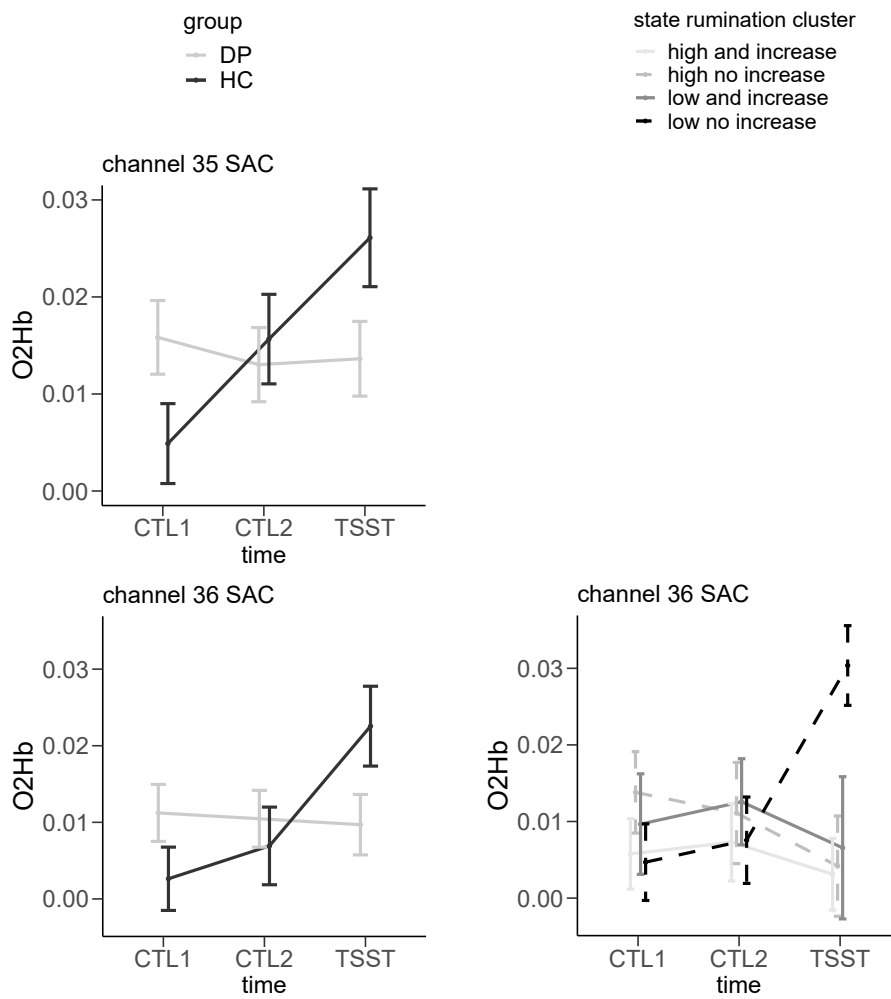 group
DP
HC
state rumination cluster
high and increase
high no increase
low and increase
low no increase
channel 35 SAC
O2Hb
0.03
0.02
0.01
0.00
CTL1 CTL2 TSST
time
channel 36 SAC
O2Hb
0.03
0.02
0.01
0.00
CTL1 CTL2 TSST
time
channel 36 SAC
O2Hb
0.03
0.02
0.01
0.00
CTL1 CTL2 TSST
time